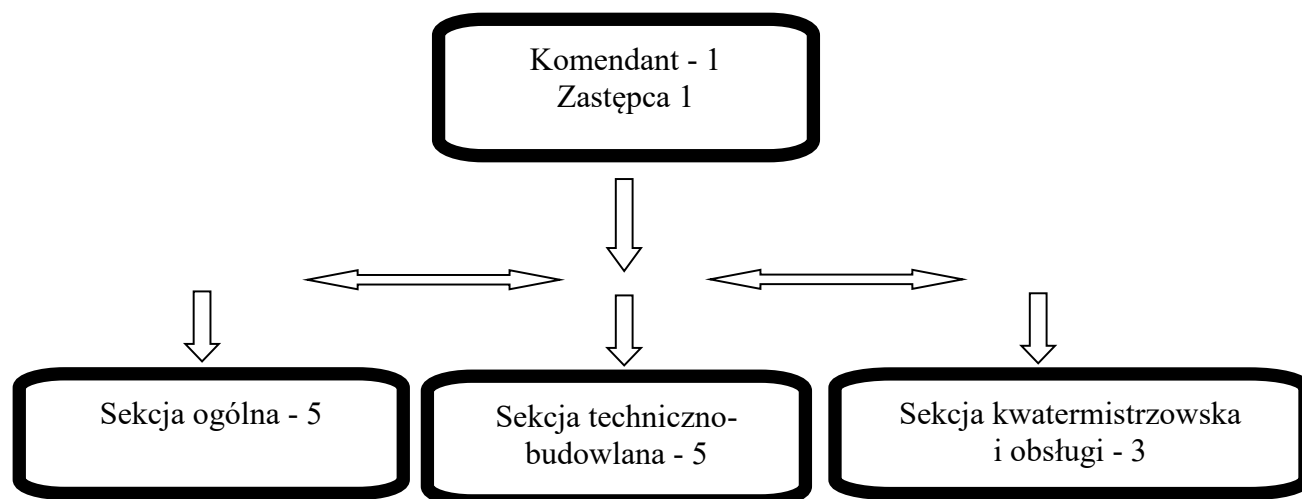 Komendant - 1
Zastępca 1
Sekcja ogólna - 5
Sekcja techniczno-
budowlana - 5
Sekcja kwatermistrzowska
i obsługi - 3